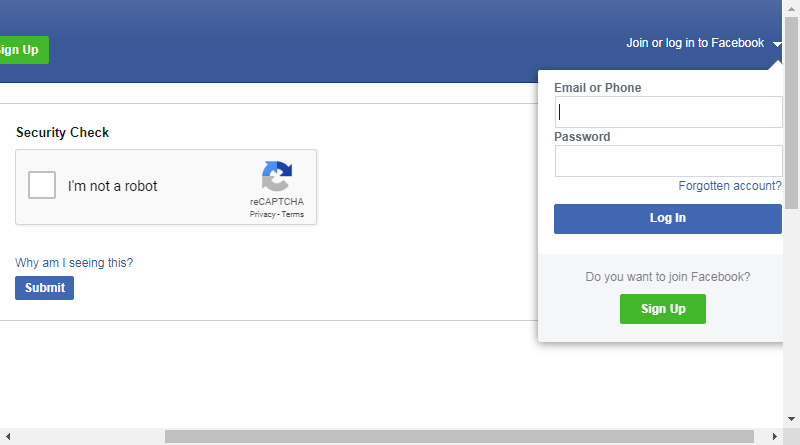 Sign Up
Join or log in to Facebook
Email or Phone
Password
Forgotten account?
Log In
Do you want to join Facebook?
Sign Up
Security Check
I'm not a robot
reCAPTCHA
Privacy - Terms
Why am I seeing this?
Submit